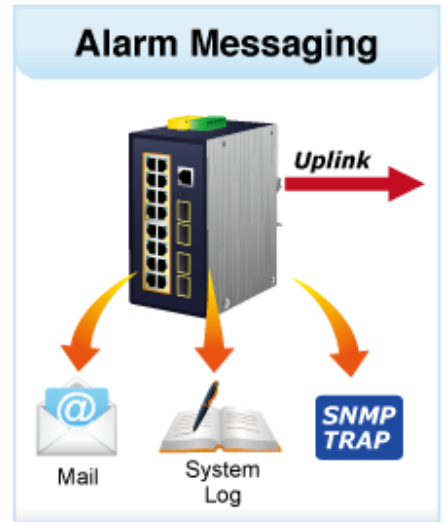 Alarm Messaging
Uplink
@
Mail
System
Log
SNMP
TRAP